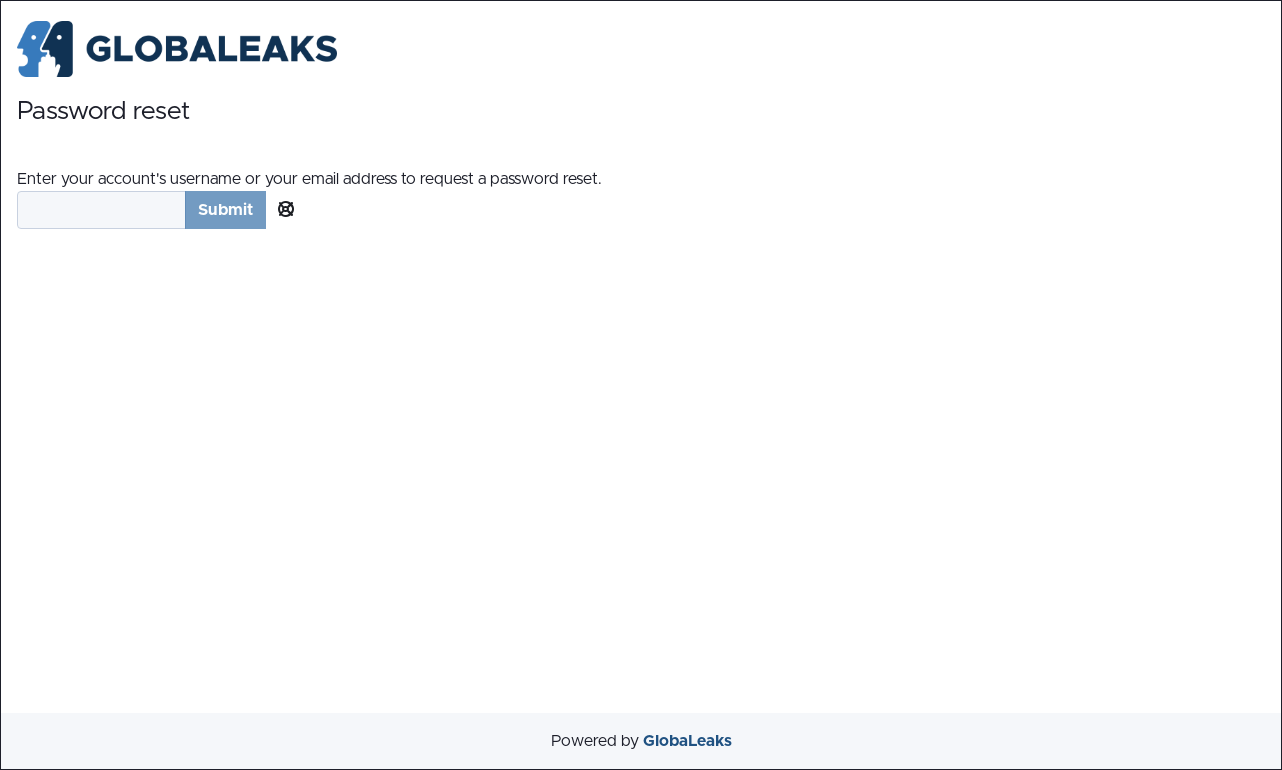 GLOBALEAKS
Password reset
Enter your account's username or your email address to request a password reset.
Submit
Powered by GlobaLeaks